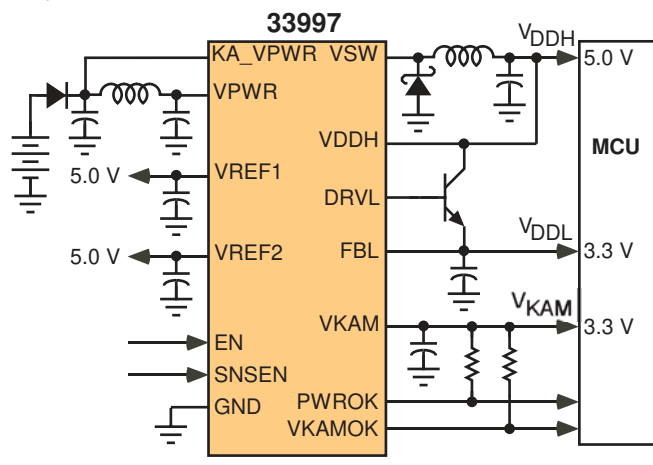 33997
KA_VPWR
VSW
VDDH
5.0 V
VPWR
VDDH
MCU
5.0 V
VREF1
DRVL
5.0 V
VREF2
FBL
VDDL
3.3 V
VKAM
VKAM
3.3 V
EN
SNSEN
GND
PWROK
VKAMOK